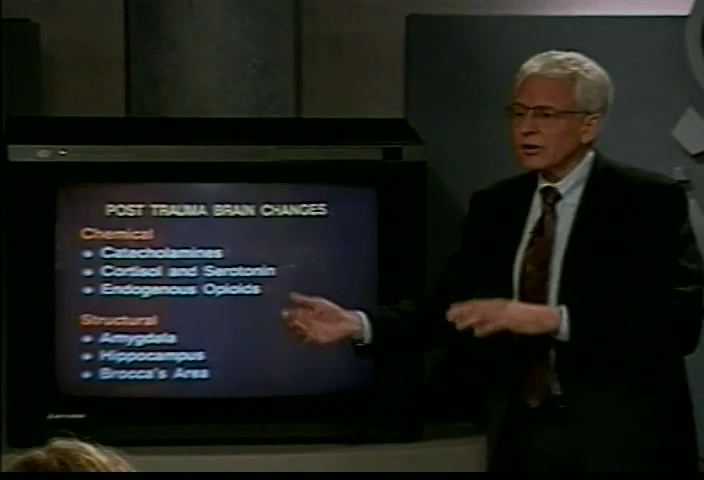 POST TRAUMA BRAIN CHANGES
Chemical
» Catecholamines
» Cortisol and Serotonin
» Endogenous Opioids
Structural
» Amygdala
» Hippocampus
» Brocca's Area